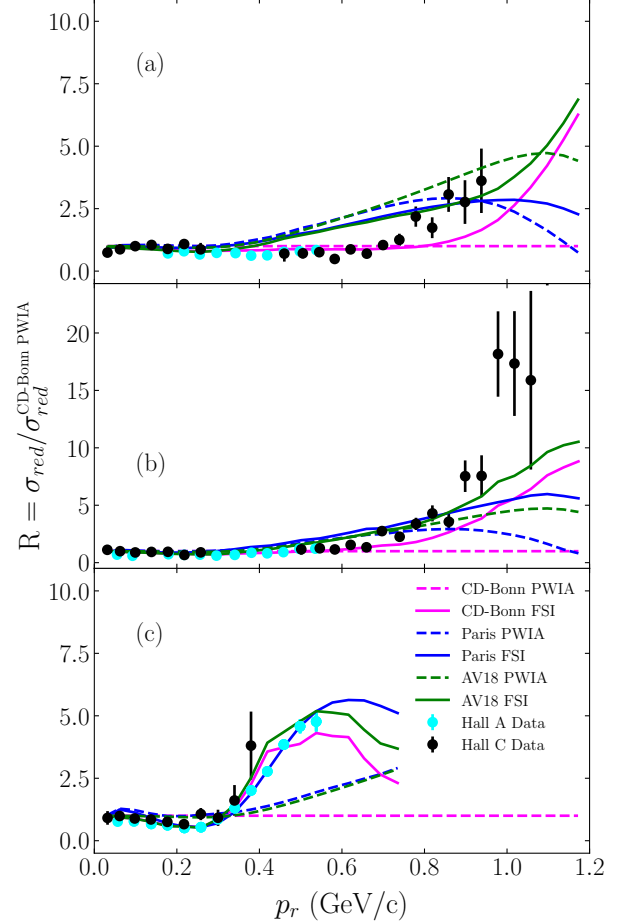 10.0
(a)
7.5
5.0
2.5
0.0
20
15
(b)
10
5
0
10.0
(c)
7.5
5.0
2.5
0.0
CD-Bonn PWIA
CD-Bonn FSI
Paris PWIA
Paris FSI
AV18 PWIA
AV18 FSI
Hall A Data
Hall C Data
0.0 0.2 0.4 0.6 0.8 1.0 1.2
p_r (GeV/c)
R = σ_red/σ_red^CD-Bonn PWIA